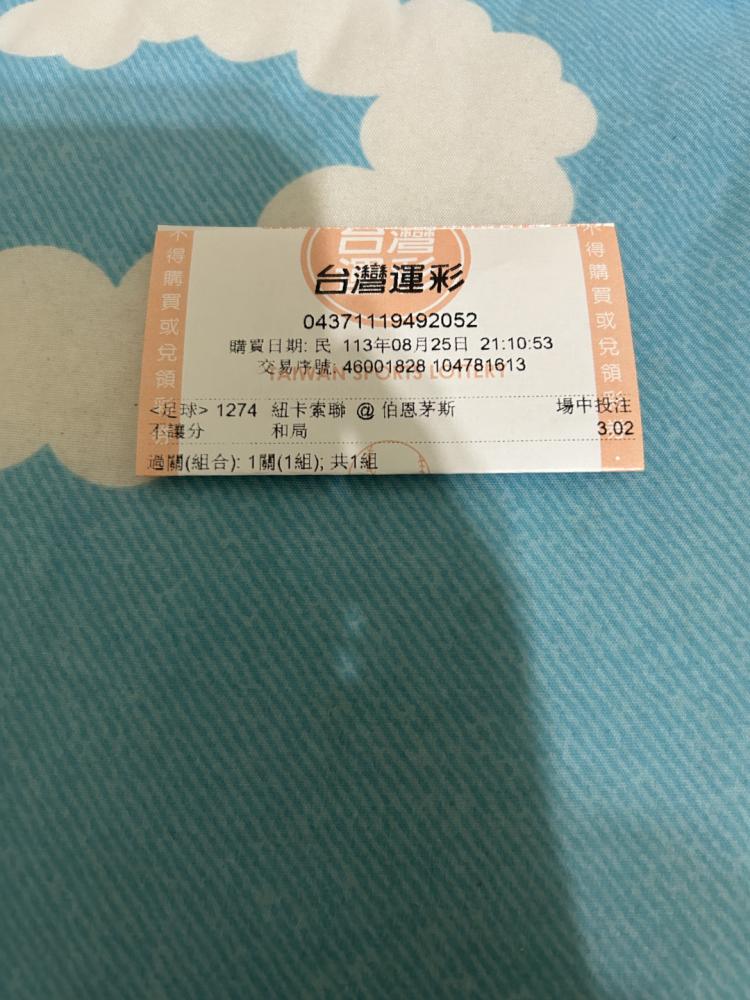 台灣
台灣運彩
04371119492052
購買日期: 民 113年08月25日 21:10:53
交易序號: 46001828 104781613
TAIWAN SPORTS LOTTERY
<足球> 1274 紐卡索聯 @ 伯恩茅斯 場中投注
不讓分 和局 3.02
過關(組合): 1關(1組); 共1組
不得購買或兌領
不得購買或兌領